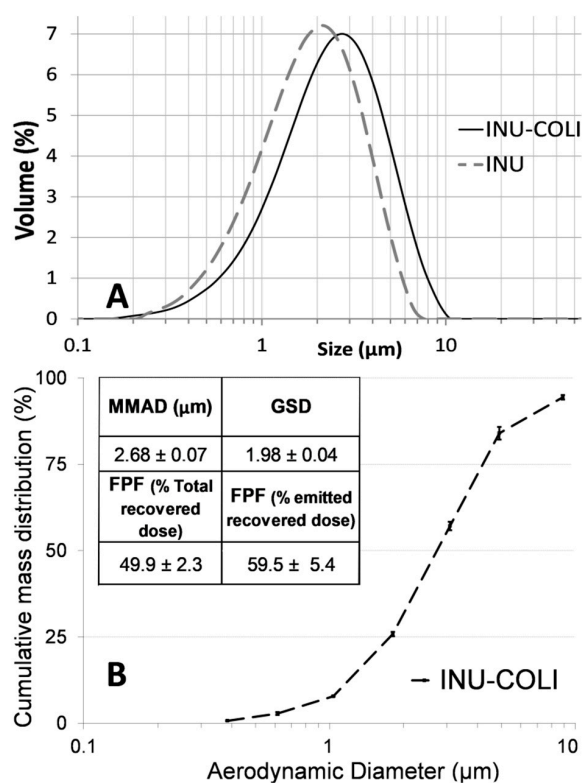 7
6
5
4
3
2
1
0
Volume (%)
INU-COLI
INU
A
0.1 1 10
Size (µm)
100
75
50
25
0
Cumulative mass distribution (%)
MMAD (µm) GSD
2.68 ± 0.07 1.98 ± 0.04
FPF (% Total recovered dose) FPF (% emitted recovered dose)
49.9 ± 2.3 59.5 ± 5.4
B
INU-COLI
0.1 1 10
Aerodynamic Diameter (µm)